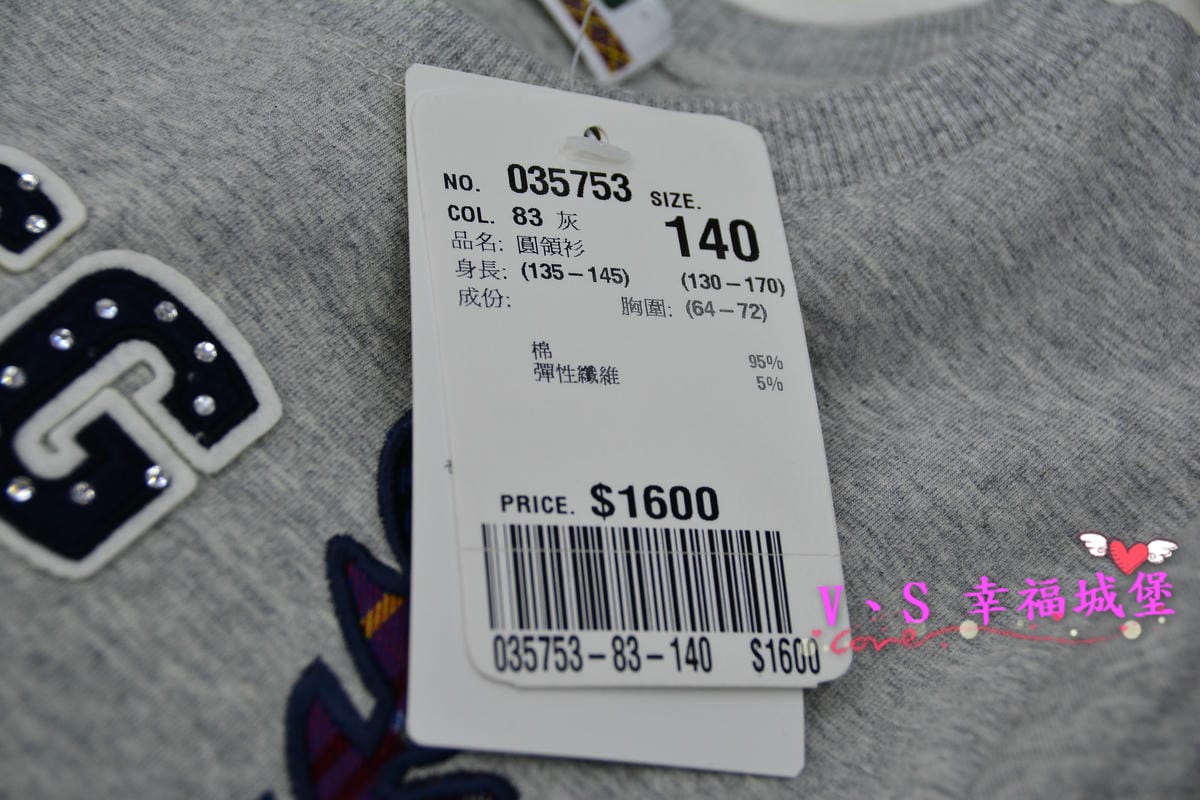 NO. 035753 SIZE.
COL. 83 灰 140
品名: 圓領衫
身長: (135－145) (130－170)
成份: 胸圍: (64－72)
棉 95%
彈性纖維 5%
PRICE. $1600
035753－83－140 $1600
V、S 幸福城堡
Love
G